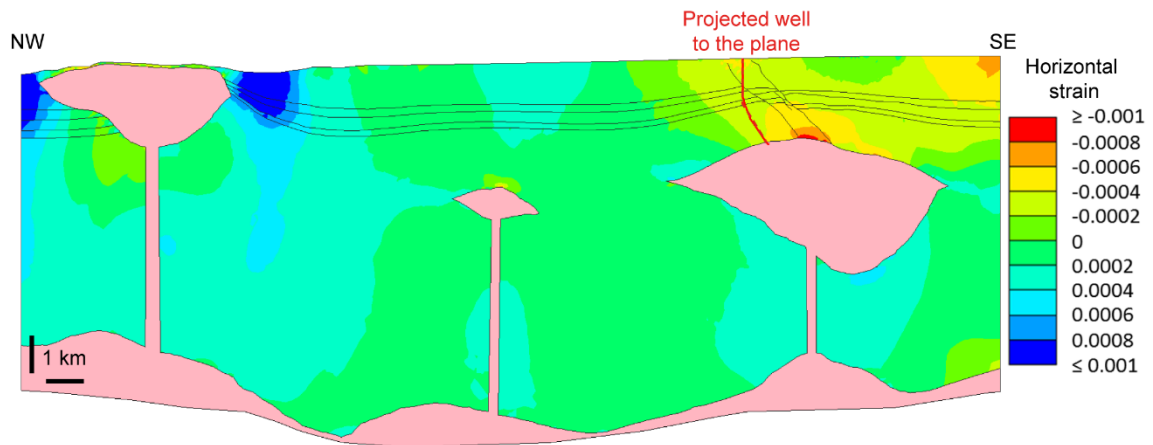 NW
Projected well
to the plane
SE
Horizontal
strain
≥ -0.001
-0.0008
-0.0006
-0.0004
-0.0002
0
0.0002
0.0004
0.0006
0.0008
≤ 0.001
1 km